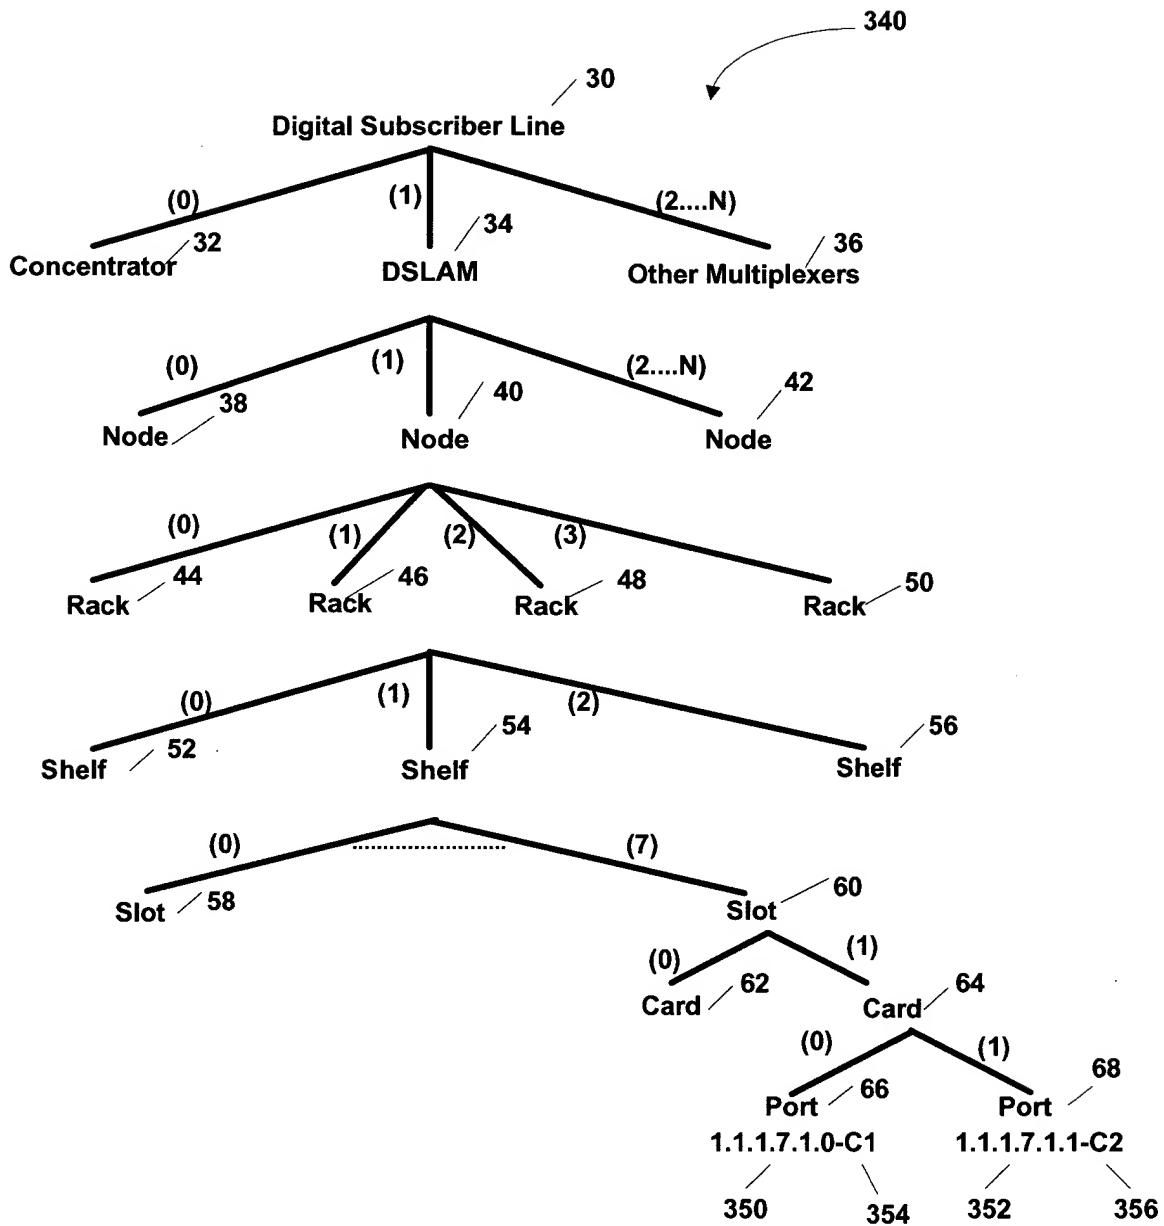 340
30
Digital Subscriber Line
(0) (1) (2....N)
32 34 36
Concentrator DSLAM Other Multiplexers
(0) (1) (2....N)
38 40 42
Node Node Node
(0) (1) (2) (3)
44 46 48 50
Rack Rack Rack Rack
(0) (1) (2)
52 54 56
Shelf Shelf Shelf
(0) (7)
58 60
Slot Slot
(0) (1)
62 64
Card Card
(0) (1)
66 68
Port Port
1.1.1.7.1.0-C1 1.1.1.7.1.1-C2
350 354 352 356